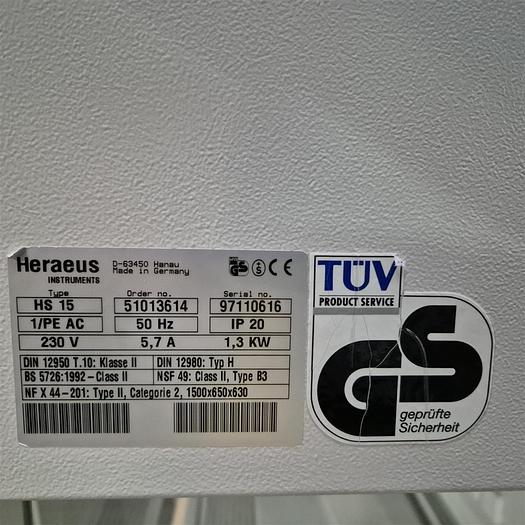 Heraeus
INSTRUMENTS
D-63450 Hanau
Made in Germany
GS S CE
Type Order no. Serial no.
HS 15 51013614 97110616
1/PE AC 50 Hz IP 20
230 V 5,7 A 1,3 KW
DIN 12950 T.10: Klasse II DIN 12980: Typ H
BS 5726:1992-Class II NSF 49: Class II, Type B3
NF X 44-201: Type II, Categorie 2, 1500x650x630
TÜV
PRODUCT SERVICE
GS
geprüfte
Sicherheit